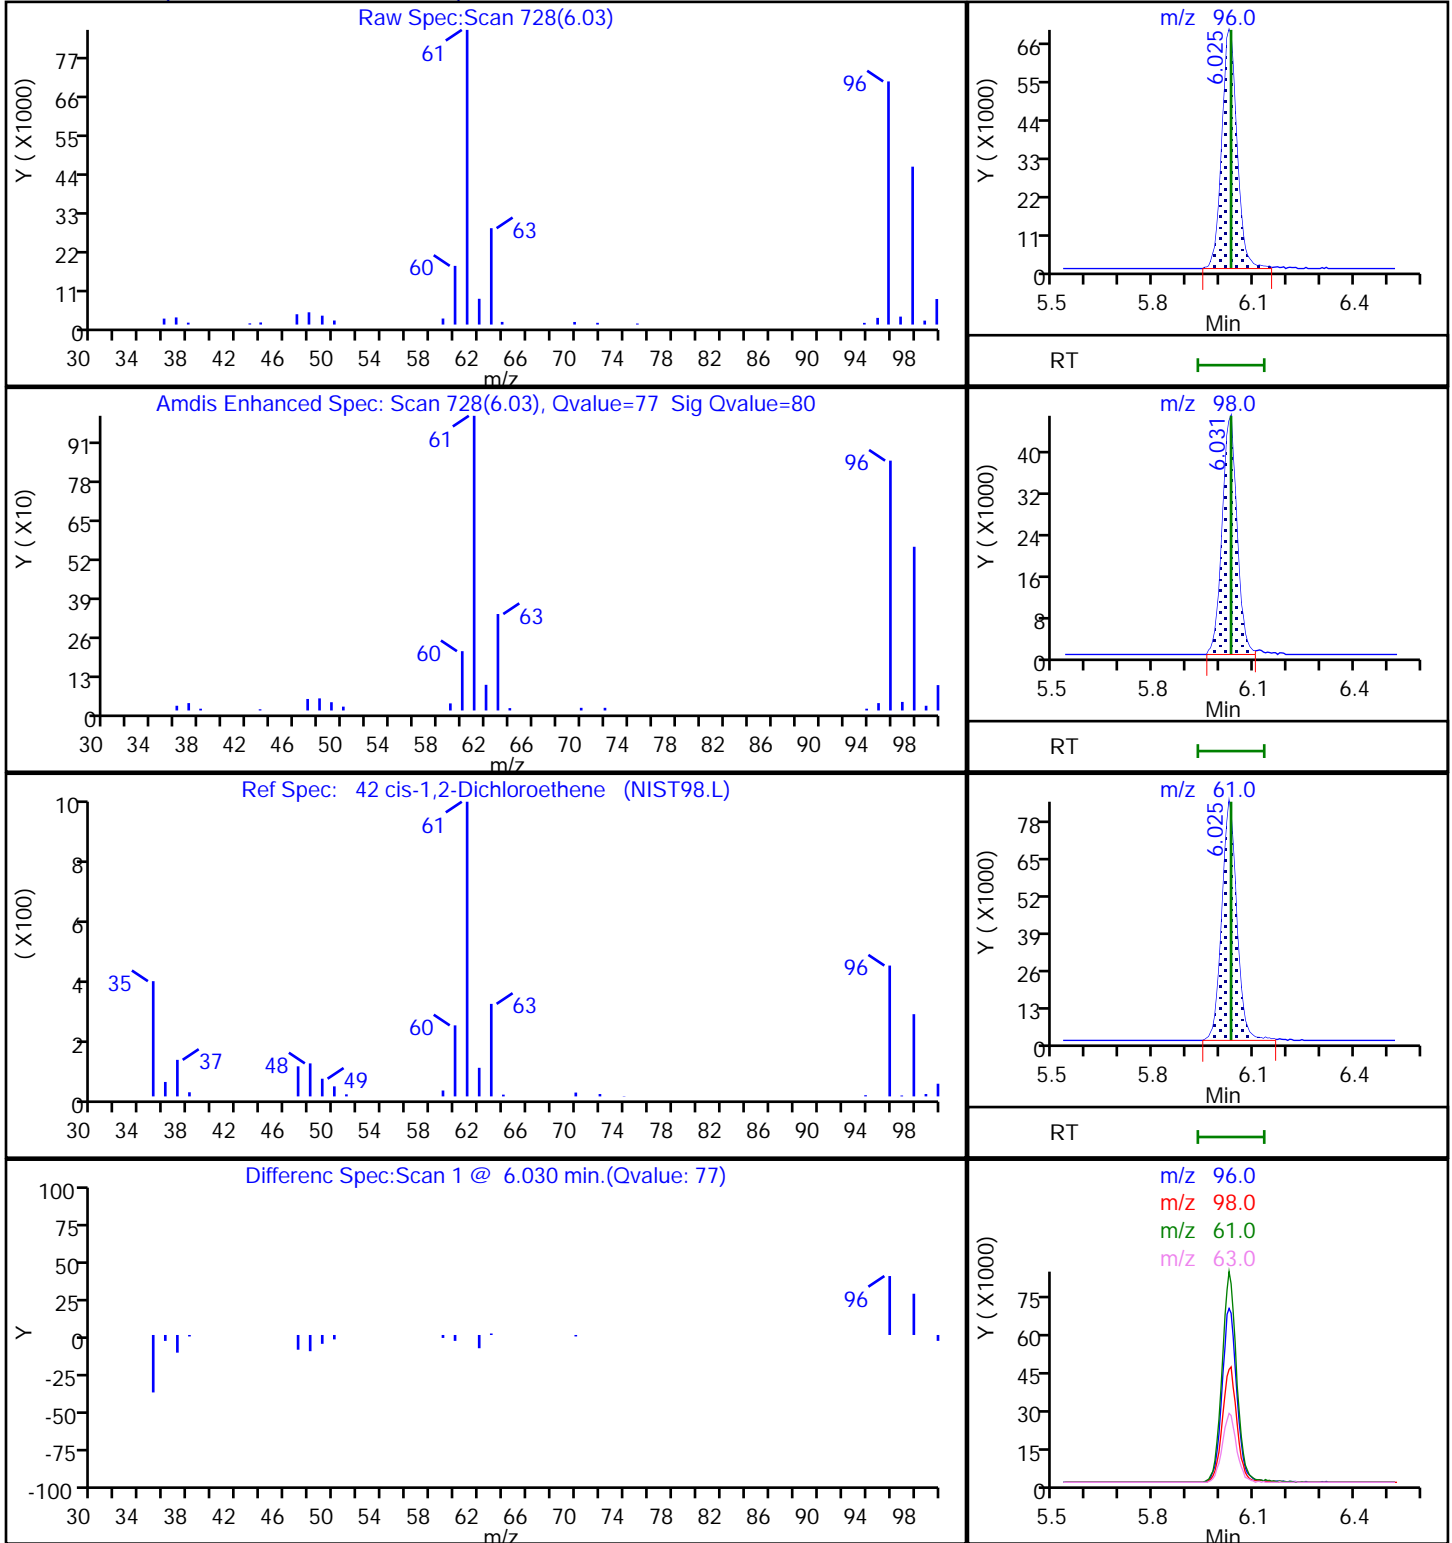 Raw Spec:Scan 728(6.03)
Y ( X1000)
77
66
55
44
33
22
11
0
61
96
60
63
30 34 38 42 46 50 54 58 62 66 70 74 78 82 86 90 94 98
m/z
m/z 96.0
Y ( X1000)
66
55
44
33
22
11
0
6.025
5.5 5.8 6.1 6.4
Min
RT
Amdis Enhanced Spec: Scan 728(6.03), Qvalue=77 Sig Qvalue=80
Y ( X10)
91
78
65
52
39
26
13
0
61
96
60
63
30 34 38 42 46 50 54 58 62 66 70 74 78 82 86 90 94 98
m/z
m/z 98.0
Y ( X1000)
40
32
24
16
8
0
6.031
5.5 5.8 6.1 6.4
Min
RT
Ref Spec: 42 cis-1,2-Dichloroethene (NIST98.L)
( X100)
10
8
6
4
2
0
61
35
96
60
63
37
48
49
30 34 38 42 46 50 54 58 62 66 70 74 78 82 86 90 94 98
m/z 61.0
Y ( X1000)
78
65
52
39
26
13
0
6.025
5.5 5.8 6.1 6.4
Min
RT
Differenc Spec:Scan 1 @ 6.030 min.(Qvalue: 77)
Y
100
75
50
25
0
-25
-50
-75
-100
96
30 34 38 42 46 50 54 58 62 66 70 74 78 82 86 90 94 98
m/z
m/z 96.0
m/z 98.0
m/z 61.0
m/z 63.0
Y ( X1000)
75
60
45
30
15
0
5.5 5.8 6.1 6.4
Min